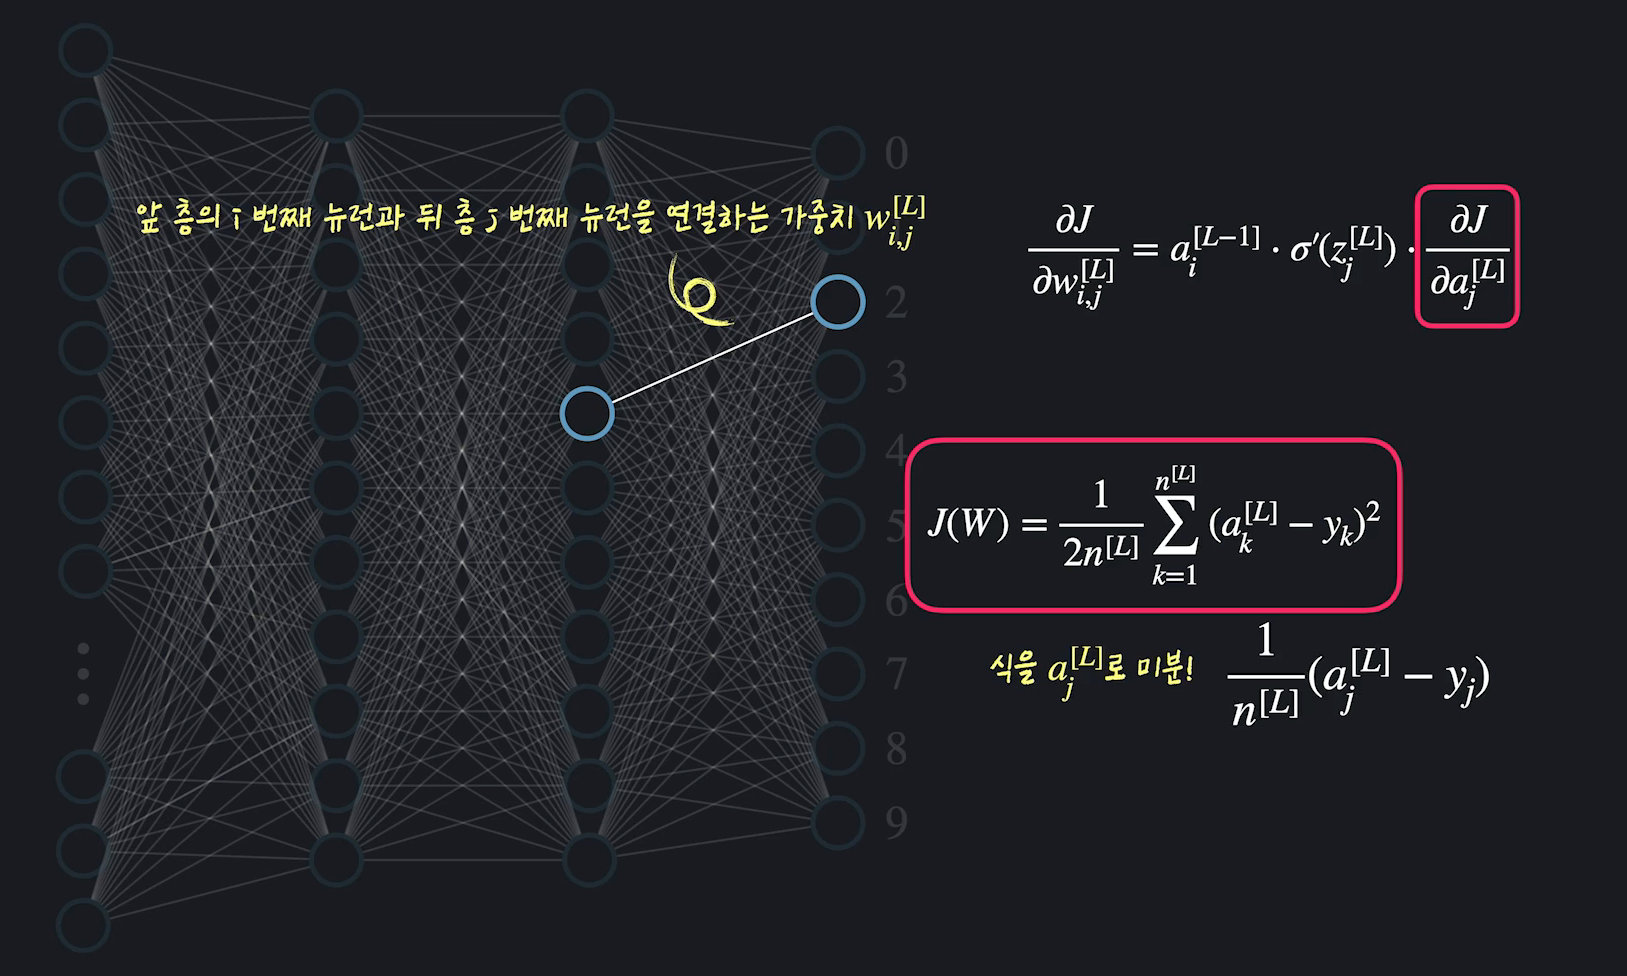 앞 층의 i 번째 뉴런과 뒤 층 j 번째 뉴런을 연결하는 가중치 $w_{i,j}^{[L]}$
0
2
3
4
5
6
7
8
9
$\frac{\partial J}{\partial w_{i,j}^{[L]}} = a_i^{[L-1]} \cdot \sigma'(z_j^{[L]}) \cdot \frac{\partial J}{\partial a_j^{[L]}}$
$J(W) = \frac{1}{2n^{[L]}} \sum_{k=1}^{n^{[L]}} (a_k^{[L]} - y_k)^2$
식을 $a_j^{[L]}$로 미분! $\frac{1}{n^{[L]}}(a_j^{[L]} - y_j)$